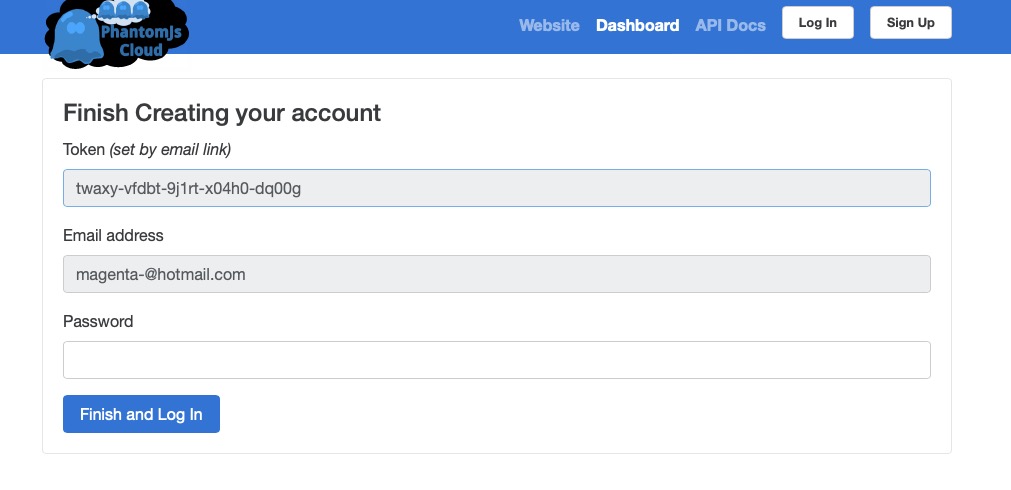 PhantomJs
Cloud
Website Dashboard API Docs Log In Sign Up
Finish Creating your account
Token (set by email link)
twaxy-vfdbt-9j1rt-x04h0-dq00g
Email address
magenta-@hotmail.com
Password
Finish and Log In